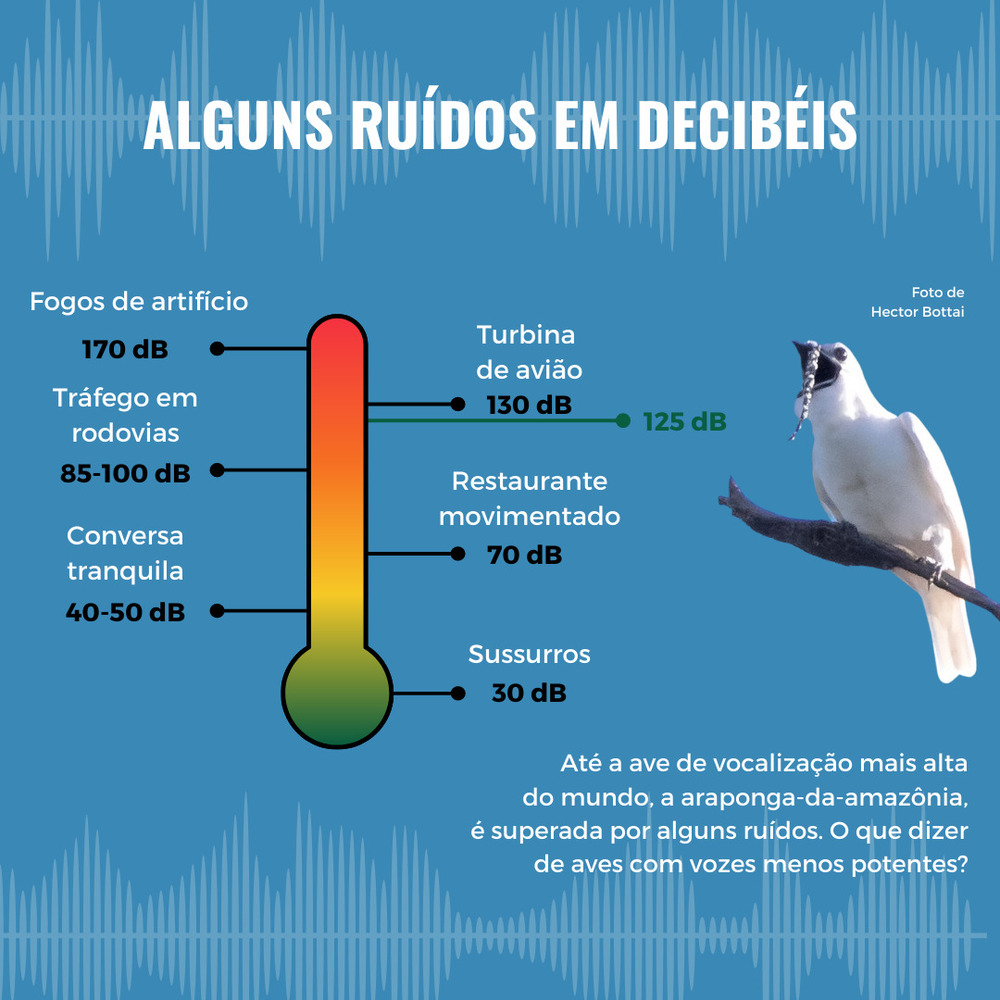 ALGUNS RUÍDOS EM DECIBÉIS
Foto de
Hector Bottai
Fogos de artifício
170 dB
Turbina
de avião
130 dB
125 dB
Tráfego em
rodovias
85-100 dB
Restaurante
movimentado
70 dB
Conversa
tranquila
40-50 dB
Sussurros
30 dB
Até a ave de vocalização mais alta
do mundo, a araponga-da-amazônia,
é superada por alguns ruídos. O que dizer
de aves com vozes menos potentes?